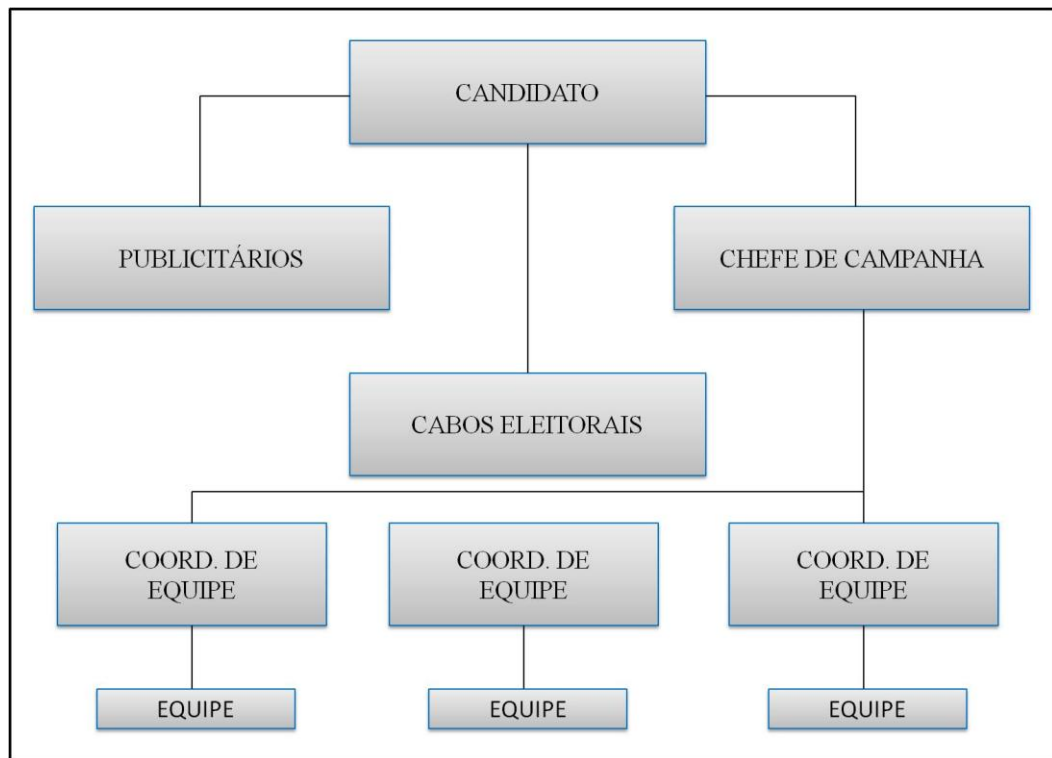 CANDIDATO
PUBLICITÁRIOS
CHEFE DE CAMPANHA
CABOS ELEITORAIS
COORD. DE
EQUIPE
COORD. DE
EQUIPE
COORD. DE
EQUIPE
EQUIPE
EQUIPE
EQUIPE